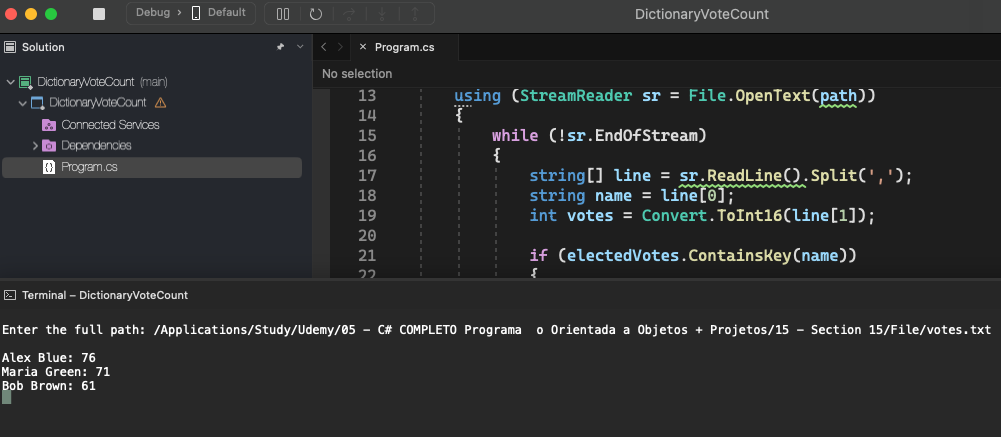 Debug › Default
DictionaryVoteCount
Solution
Program.cs
No selection
DictionaryVoteCount (main)
DictionaryVoteCount
Connected Services
Dependencies
Program.cs
13 using (StreamReader sr = File.OpenText(path))
14 {
15 while (!sr.EndOfStream)
16 {
17 string[] line = sr.ReadLine().Split(',');
18 string name = line[0];
19 int votes = Convert.ToInt16(line[1]);
20
21 if (electedVotes.ContainsKey(name))
22 {
Terminal – DictionaryVoteCount
Enter the full path: /Applications/Study/Udemy/05 - C# COMPLETO Programa  o Orientada a Objetos + Projetos/15 - Section 15/File/votes.txt
Alex Blue: 76
Maria Green: 71
Bob Brown: 61